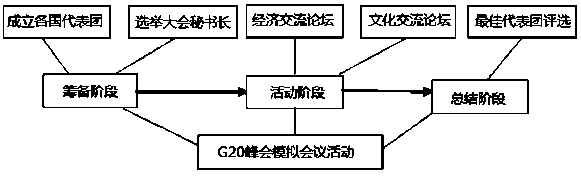 成立各国代表团
选举大会秘书长
经济交流论坛
文化交流论坛
最佳代表团评选
筹备阶段
活动阶段
总结阶段
G20峰会模拟会议活动